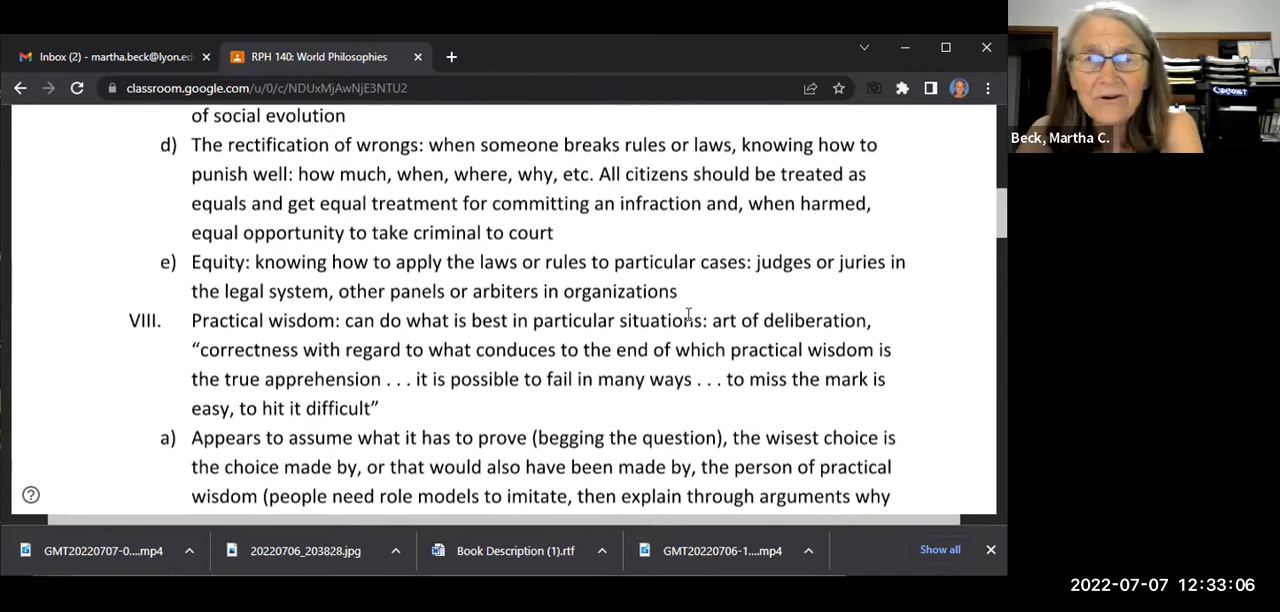 Inbox (2) - martha.beck@lyon.ed
RPH 140: World Philosophies
classroom.google.com/u/0/c/NDUxMjAwNjE3NTU2
of social evolution
d) The rectification of wrongs: when someone breaks rules or laws, knowing how to
punish well: how much, when, where, why, etc. All citizens should be treated as
equals and get equal treatment for committing an infraction and, when harmed,
equal opportunity to take criminal to court
e) Equity: knowing how to apply the laws or rules to particular cases: judges or juries in
the legal system, other panels or arbiters in organizations
VIII. Practical wisdom: can do what is best in particular situations: art of deliberation,
“correctness with regard to what conduces to the end of which practical wisdom is
the true apprehension . . . it is possible to fail in many ways . . . to miss the mark is
easy, to hit it difficult”
a) Appears to assume what it has to prove (begging the question), the wisest choice is
the choice made by, or that would also have been made by, the person of practical
wisdom (people need role models to imitate, then explain through arguments why
GMT20220707-0....mp4
20220706_203828.jpg
Book Description (1).rtf
GMT20220706-1....mp4
Show all
Beck, Martha C.
2022-07-07 12:33:06